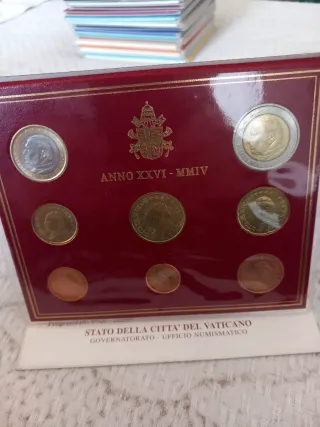 ANNO XXVI - MMIV
STATO DELLA CITTA' DEL VATICANO
GOVERNATORATO - UFFICIO NUMISMATICO